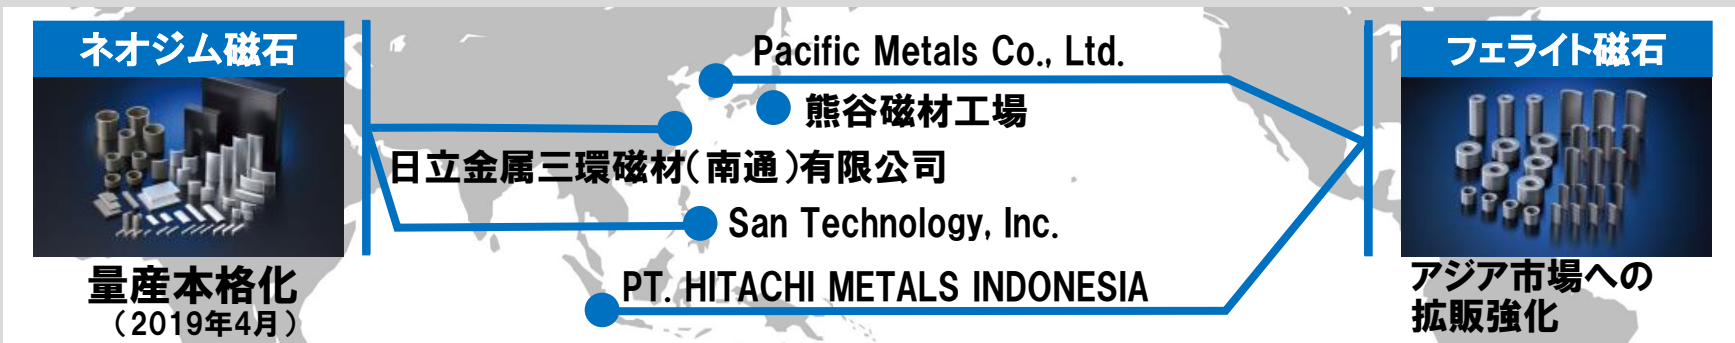 ネオジム磁石
量産本格化
（2019年4月）
Pacific Metals Co., Ltd.
熊谷磁材工場
日立金属三環磁材(南通)有限公司
San Technology, Inc.
PT. HITACHI METALS INDONESIA
フェライト磁石
アジア市場への
拡販強化